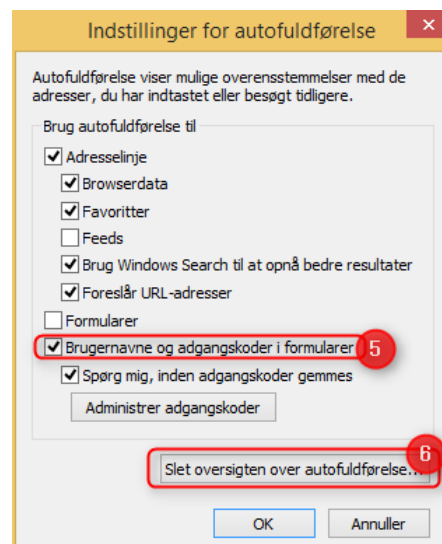 Indstillinger for autofuldførelse
Autofuldførelse viser mulige overensstemmelser med de
adresser, du har indtastet eller besøgt tidligere.
Brug autofuldførelse til
Adresselinje
Browserdata
Favoritter
Feeds
Brug Windows Search til at opnå bedre resultater
Foreslår URL-adresser
Formularer
Brugernavne og adgangskoder i formularer 5
Spørg mig, inden adgangskoder gemmes
Administrer adgangskoder
6
Slet oversigten over autofuldførelse...
OK Annuller